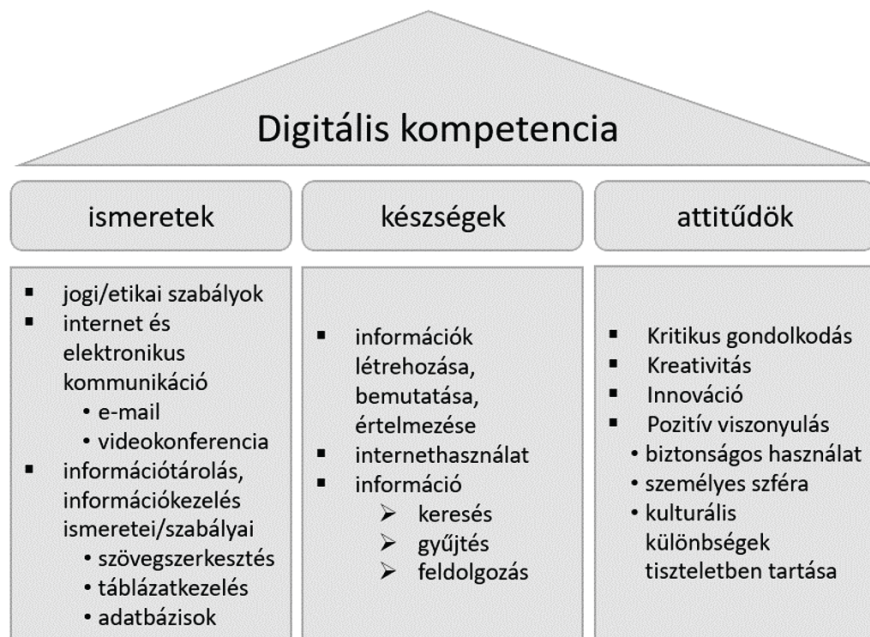 Digitális kompetencia
ismeretek
▪ jogi/etikai szabályok
▪ internet és
elektronikus
kommunikáció
• e-mail
• videokonferencia
▪ információtárolás,
információkezelés
ismeretei/szabályai
• szövegszerkesztés
• táblázatkezelés
• adatbázisok
készségek
▪ információk
létrehozása,
bemutatása,
értelmezése
▪ internethasználat
▪ információ
➢ keresés
➢ gyűjtés
➢ feldolgozás
attitűdök
▪ Kritikus gondolkodás
▪ Kreativitás
▪ Innováció
▪ Pozitív viszonyulás
• biztonságos használat
• személyes szféra
• kulturális
különbségek
tiszteletben tartása